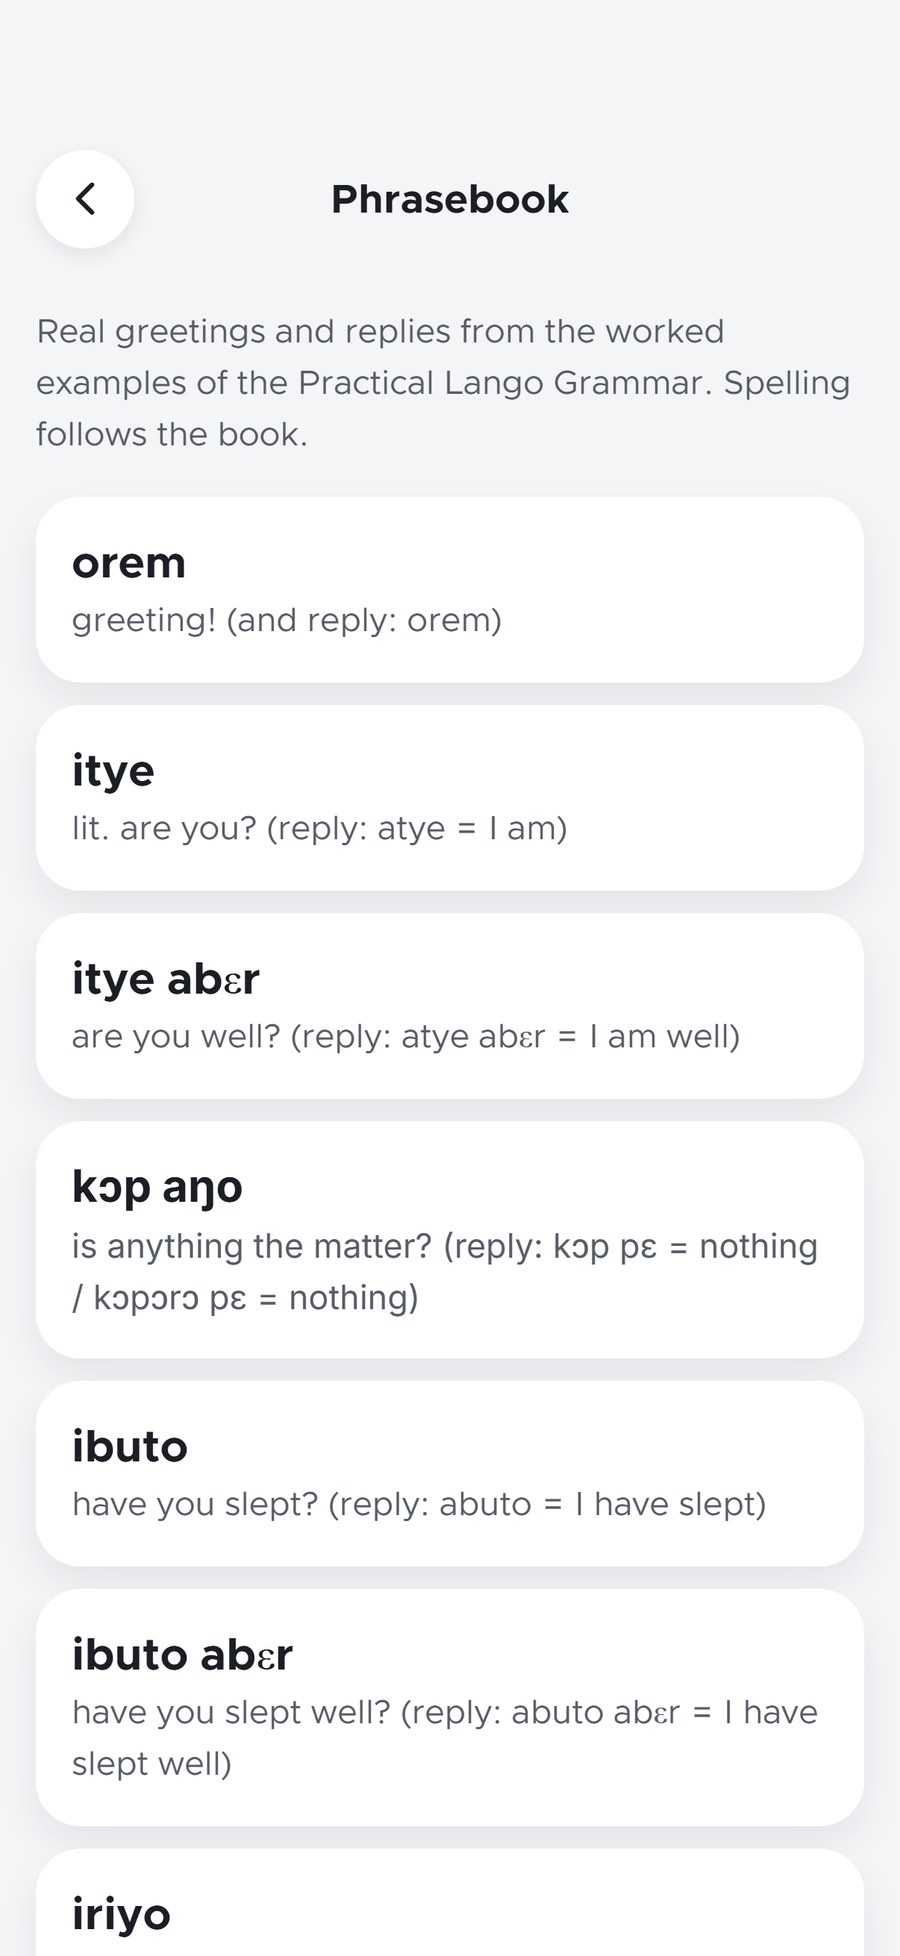 Phrasebook
Real greetings and replies from the worked
examples of the Practical Lango Grammar. Spelling
follows the book.
orem
greeting! (and reply: orem)
itye
lit. are you? (reply: atye = I am)
itye abɛr
are you well? (reply: atye abɛr = I am well)
kɔp aŋo
is anything the matter? (reply: kɔp pɛ = nothing
/ kɔpɔrɔ pɛ = nothing)
ibuto
have you slept? (reply: abuto = I have slept)
ibuto abɛr
have you slept well? (reply: abuto abɛr = I have
slept well)
iriyo